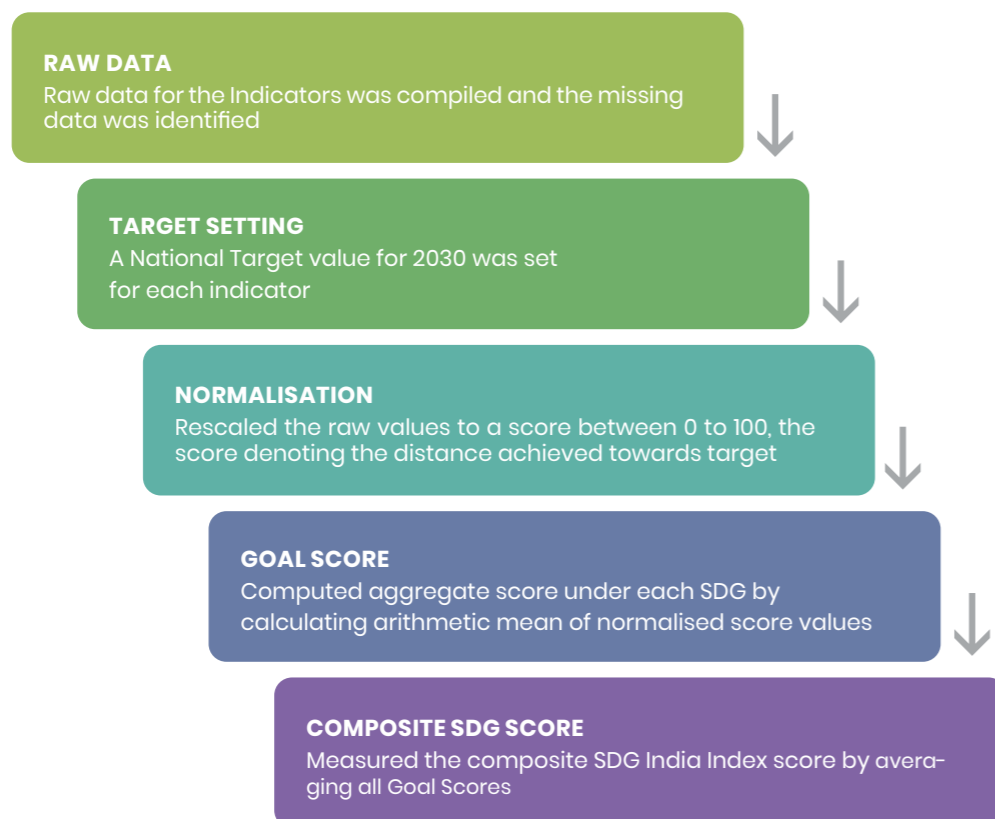 RAW DATA
Raw data for the Indicators was compiled and the missing
data was identified
TARGET SETTING
A National Target value for 2030 was set
for each indicator
NORMALISATION
Rescaled the raw values to a score between 0 to 100, the
score denoting the distance achieved towards target
GOAL SCORE
Computed aggregate score under each SDG by
calculating arithmetic mean of normalised score values
COMPOSITE SDG SCORE
Measured the composite SDG India Index score by avera-
ging all Goal Scores